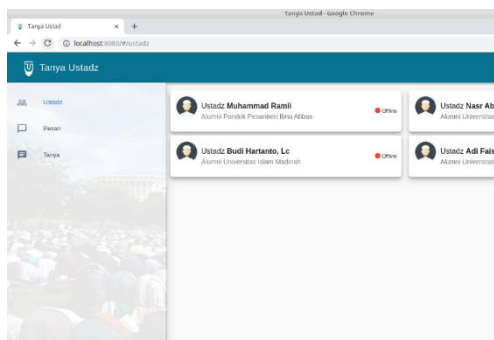 Tanya Ustad - Google Chrome
Tanya Ustad × +
localhost:8080/#/ustadz
Tanya Ustadz
Ustadz
Pesan
Tanya
Ustadz Muhammad Ramli
Alumni Pondok Pesantren Ibnu Abbas
Offline
Ustadz Nasr Ab
Alumni Universitas
Ustadz Budi Hartanto, Lc
Alumni Universitas Islam Madinah
Offline
Ustadz Adi Fais
Alumni Universitas